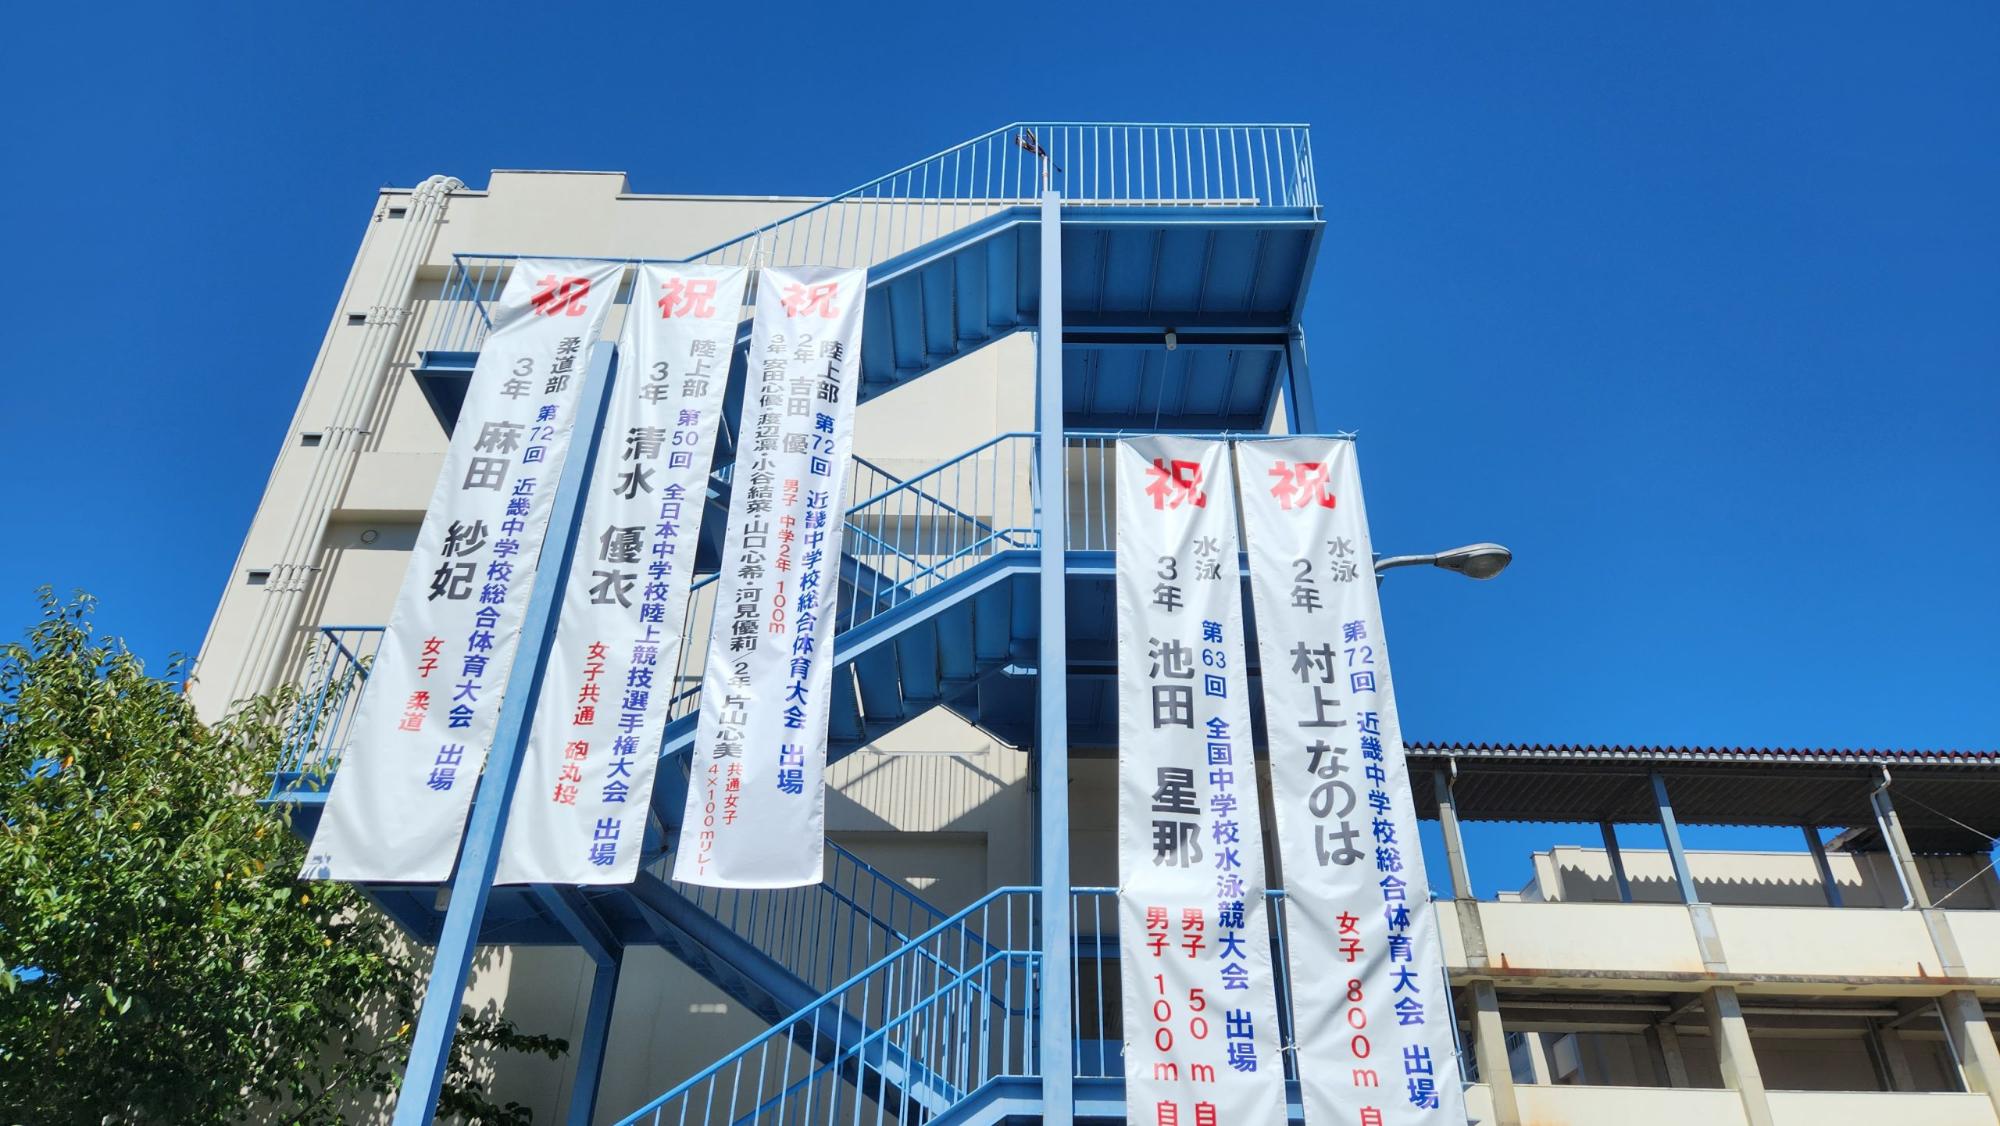 祝
柔道部 第72回 近畿中学校総合体育大会 出場
3年 麻田 紗妃
女子 柔道
祝
陸上部 第50回 全日本中学校陸上競技選手権大会 出場
3年 清水 優衣
女子共通 砲丸投
祝
陸上部 第72回 近畿中学校総合体育大会 出場
2年 吉田 優 男子 中学2年 100m
3年 安田心優・渡辺凛・小谷結菜・山口心希・河見優莉/2年 片山心美 共通女子 4×100mリレー
祝
水泳 第63回 全国中学校水泳競大会 出場
3年 池田 星那
男子 50m 自
男子 100m 自
祝
水泳 第72回 近畿中学校総合体育大会 出場
2年 村上 なのは
女子 800m 自